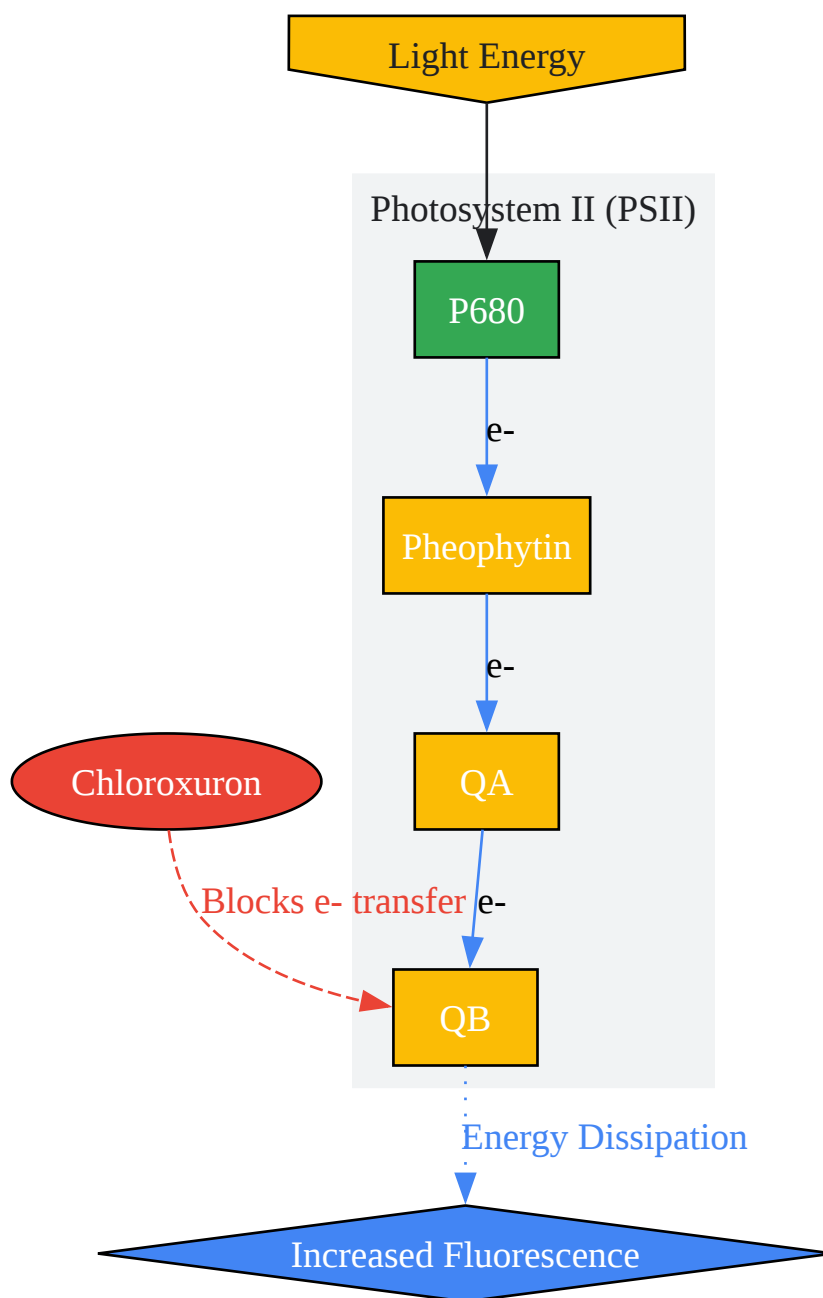 Light Energy
Photosystem II (PSII)
P680
e-
Pheophytin
e-
Chloroxuron
QA
Blocks e- transfer
e-
QB
Energy Dissipation
Increased Fluorescence